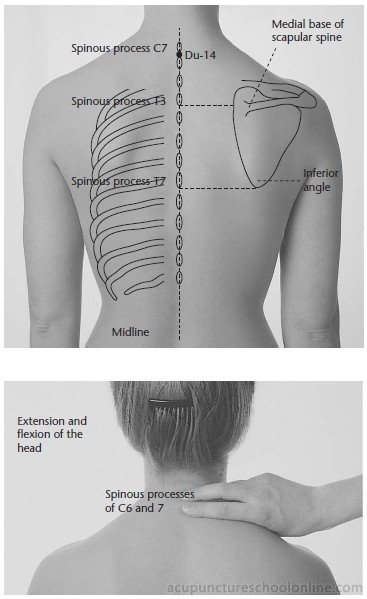 Medial base of
scapular spine
Spinous process C7
Du-14
Spinous process T3
Spinous process T7
Inferior
angle
Midline
Extension and
flexion of the
head
Spinous processes
of C6 and 7
acupunctureschoolonline.com